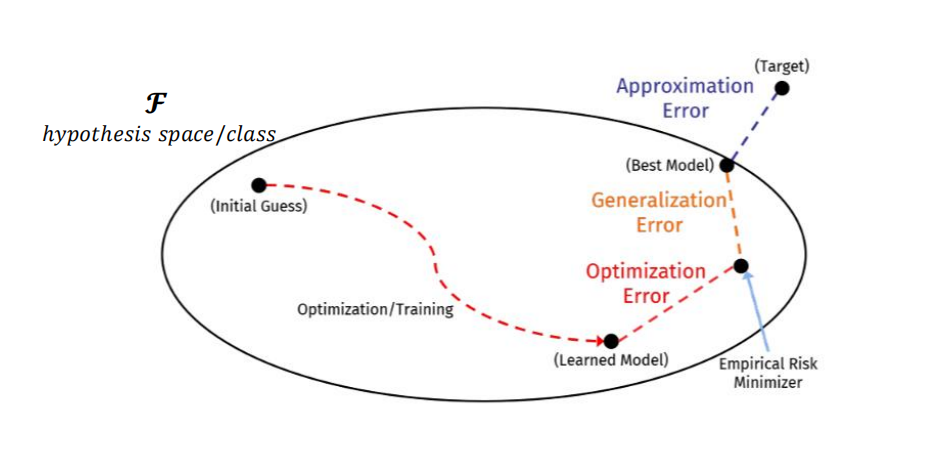 (Target)
Approximation
Error
𝓕
hypothesis space/class
(Best Model)
(Initial Guess)
Generalization
Error
Optimization
Error
Optimization/Training
(Learned Model)
Empirical Risk
Minimizer